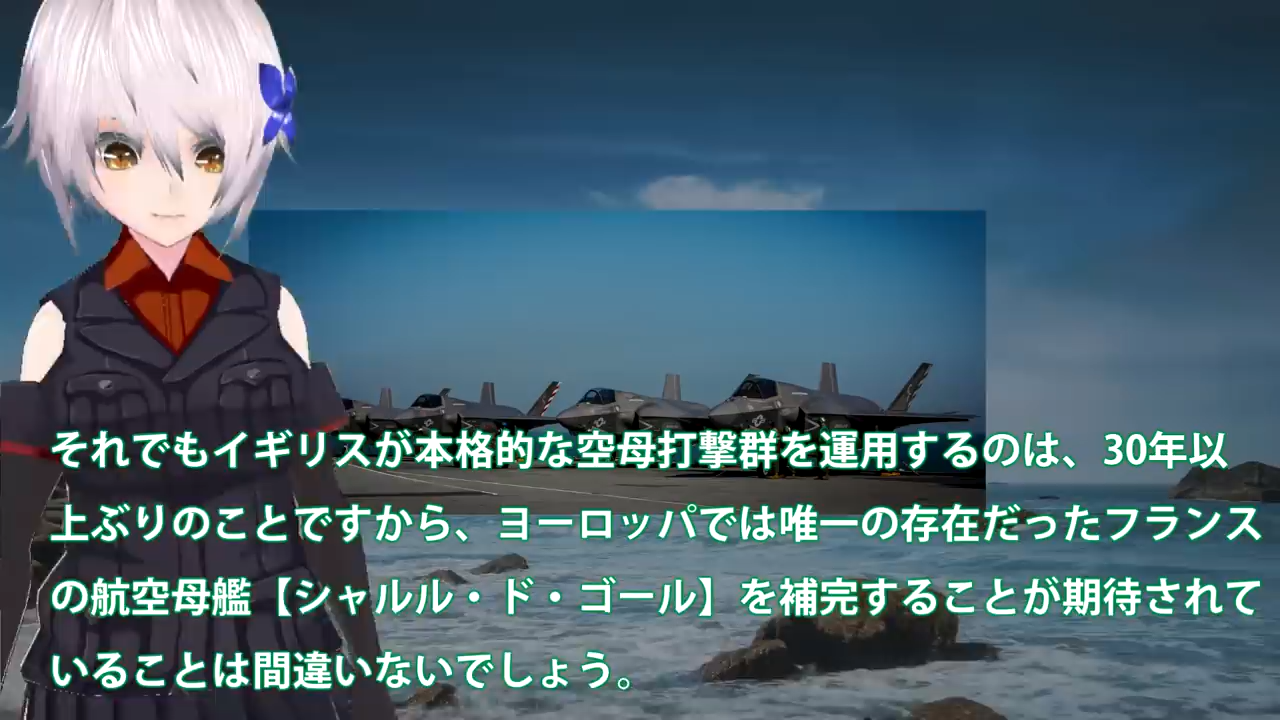 それでもイギリスが本格的な空母打撃群を運用するのは、30年以
上ぶりのことですから、ヨーロッパでは唯一の存在だったフランス
の航空母艦【シャルル・ド・ゴール】を補完することが期待されて
いることは間違いないでしょう。